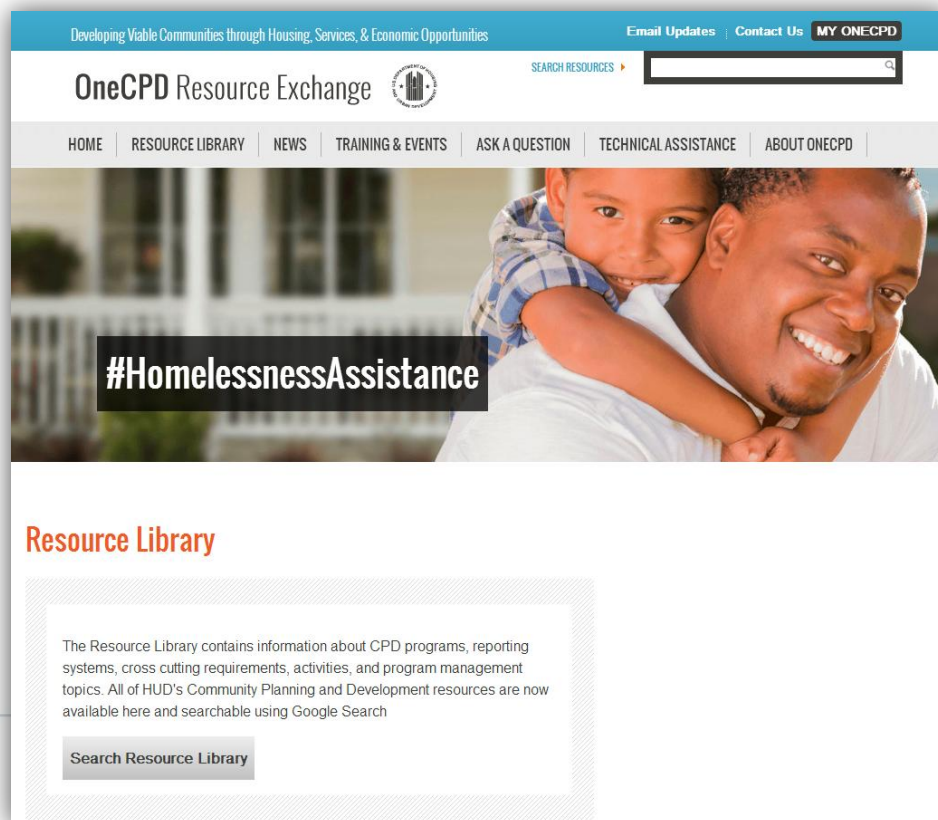 Developing Viable Communities through Housing, Services, & Economic Opportunities
Email Updates | Contact Us MY ONECPD
OneCPD Resource Exchange
SEARCH RESOURCES
HOME RESOURCE LIBRARY NEWS TRAINING & EVENTS ASK A QUESTION TECHNICAL ASSISTANCE ABOUT ONECPD
#HomelessnessAssistance
Resource Library
The Resource Library contains information about CPD programs, reporting
systems, cross cutting requirements, activities, and program management
topics. All of HUD's Community Planning and Development resources are now
available here and searchable using Google Search
Search Resource Library